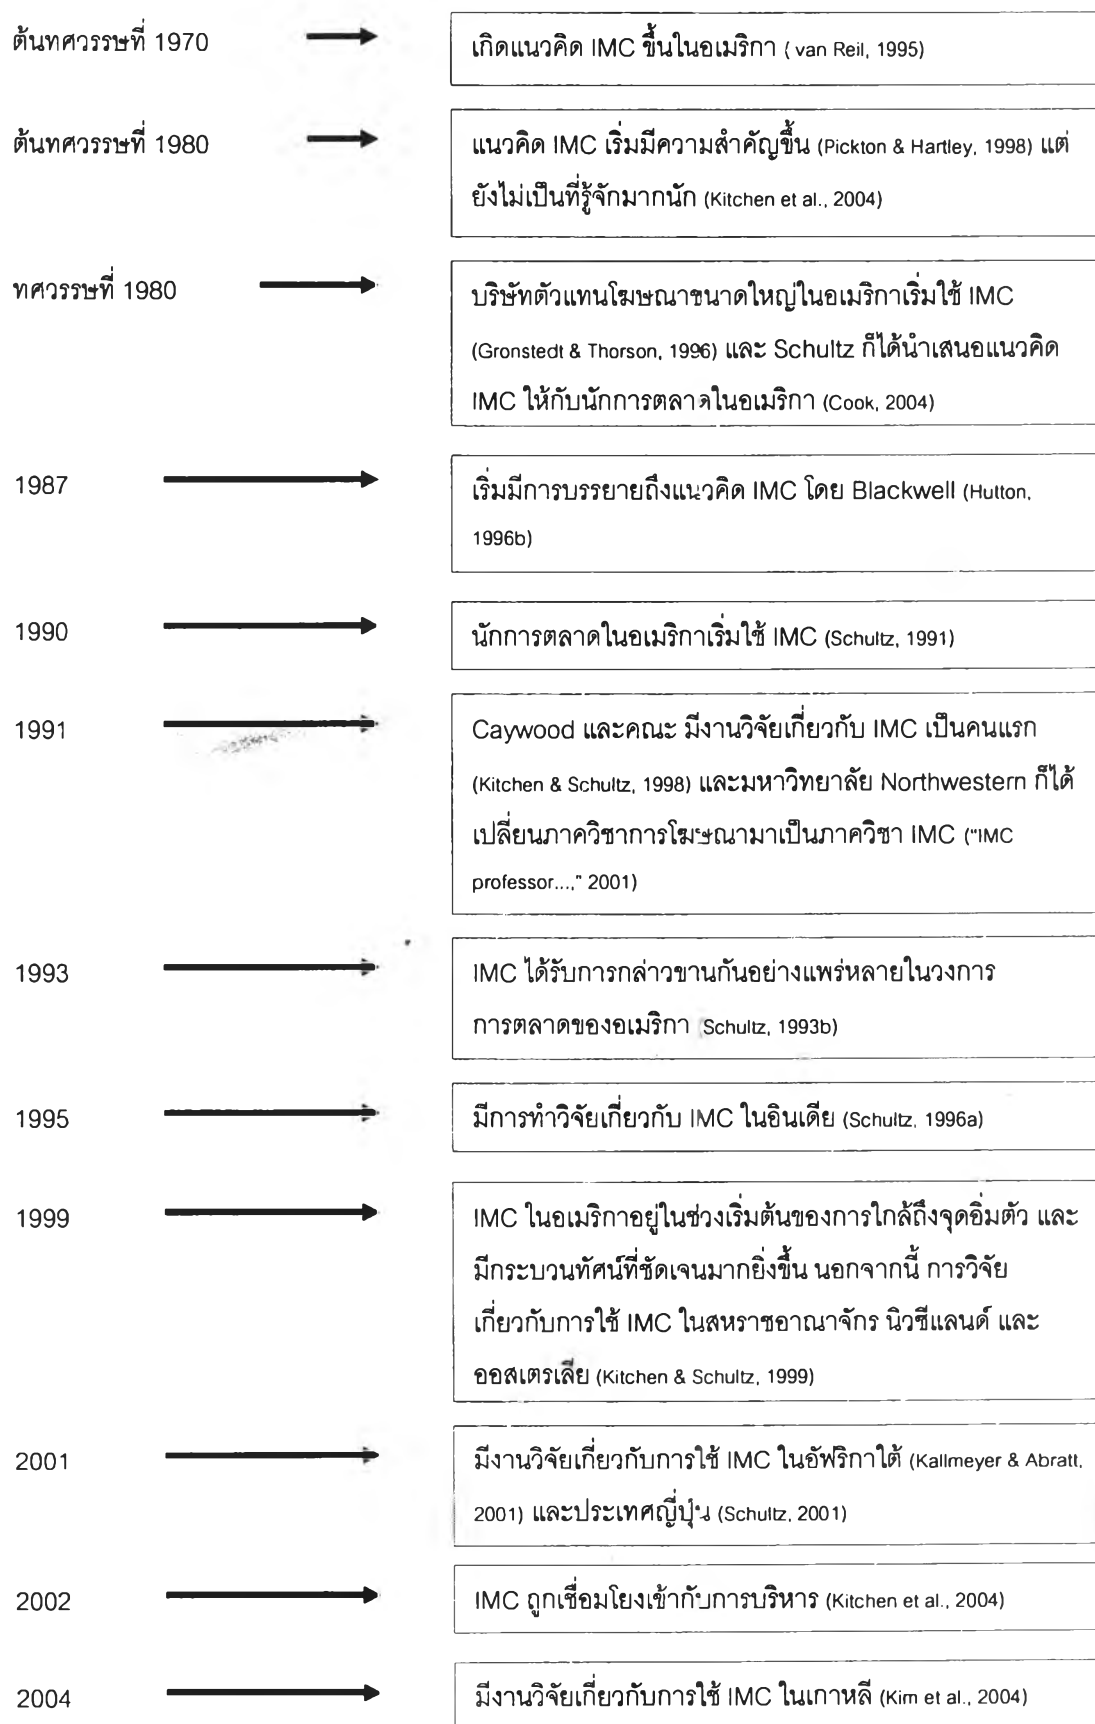 ต้นทศวรรษที่ 1970
เกิดแนวคิด IMC ขึ้นในอเมริกา ( van Reil, 1995)
ต้นทศวรรษที่ 1980
แนวคิด IMC เริ่มมีความสำคัญขึ้น (Pickton & Hartley, 1998) แต่
ยังไม่เป็นที่รู้จักมากนัก (Kitchen et al., 2004)
ทศวรรษที่ 1980
บริษัทตัวแทนโฆษณาขนาดใหญ่ในอเมริกาเริ่มใช้ IMC
(Gronstedt & Thorson, 1996) และ Schultz ก็ได้นำเสนอแนวคิด
IMC ให้กับนักการตลาดในอเมริกา (Cook, 2004)
1987
เริ่มมีการบรรยายถึงแนวคิด IMC โดย Blackwell (Hutton,
1996b)
1990
นักการตลาดในอเมริกาเริ่มใช้ IMC (Schultz, 1991)
1991
Caywood และคณะ มีงานวิจัยเกี่ยวกับ IMC เป็นคนแรก
(Kitchen & Schultz, 1998) และมหาวิทยาลัย Northwestern ก็ได้
เปลี่ยนภาควิชาการโฆษณามาเป็นภาควิชา IMC ("IMC
professor...," 2001)
1993
IMC ได้รับการกล่าวขานกันอย่างแพร่หลายในวงการ
การตลาดของอเมริกา (Schultz, 1993b)
1995
มีการทำวิจัยเกี่ยวกับ IMC ในอินเดีย (Schultz, 1996a)
1999
IMC ในอเมริกาอยู่ในช่วงเริ่มต้นของการใกล้ถึงจุดอิ่มตัว และ
มีกระบวนทัศน์ที่ชัดเจนมากยิ่งขึ้น นอกจากนี้ การวิจัย
เกี่ยวกับการใช้ IMC ในสหราชอาณาจักร นิวซีแลนด์ และ
ออสเตรเลีย (Kitchen & Schultz, 1999)
2001
มีงานวิจัยเกี่ยวกับการใช้ IMC ในอัฟริกาใต้ (Kallmeyer & Abratt,
2001) และประเทศญี่ปุ่น (Schultz, 2001)
2002
IMC ถูกเชื่อมโยงเข้ากับการบริหาร (Kitchen et al., 2004)
2004
มีงานวิจัยเกี่ยวกับการใช้ IMC ในเกาหลี (Kim et al., 2004)